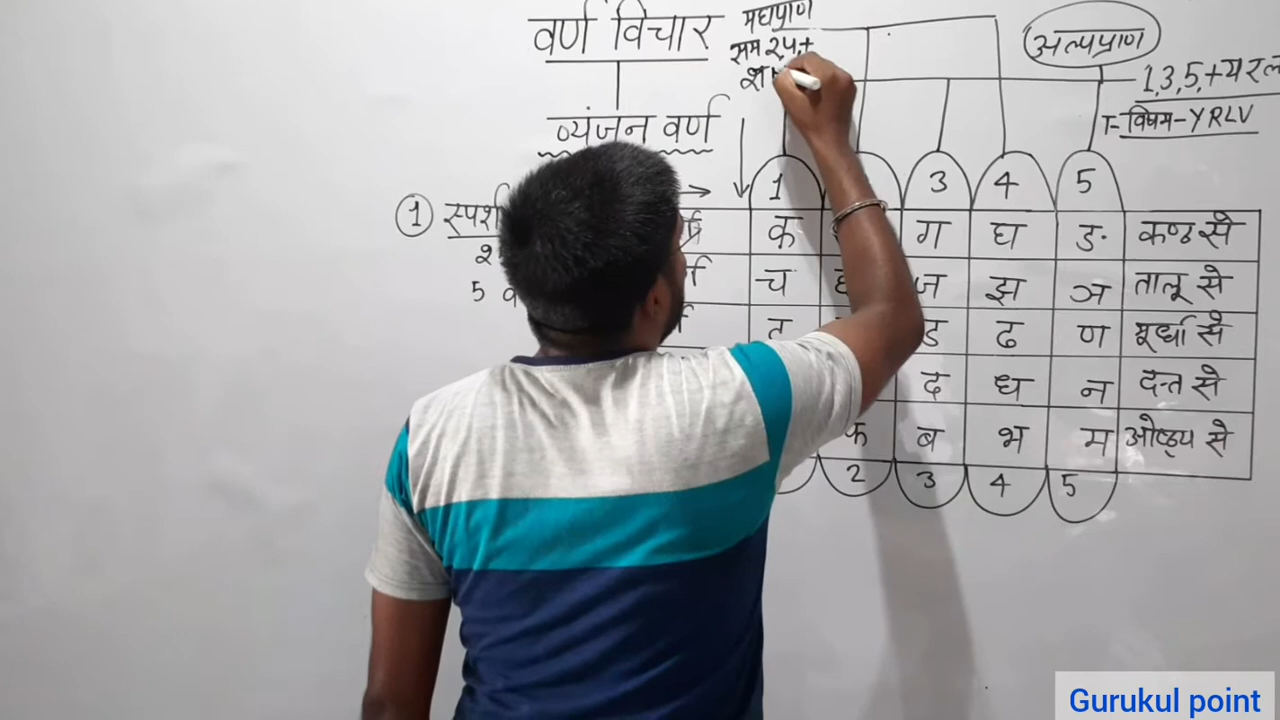 वर्ण विचार
महाप्राण
सम 2,4,+
अल्पप्राण
1,3,5,+यरल
T-विषम-YRLV
व्यंजन वर्ण
1 3 4 5
① स्पर्श
क ग घ ङ कण्ठ से
5 च ज झ ञ तालू से
ट ड ढ ण मूर्धा से
द ध न दन्त से
फ ब भ म ओष्ठ्य से
2 3 4 5
Gurukul point